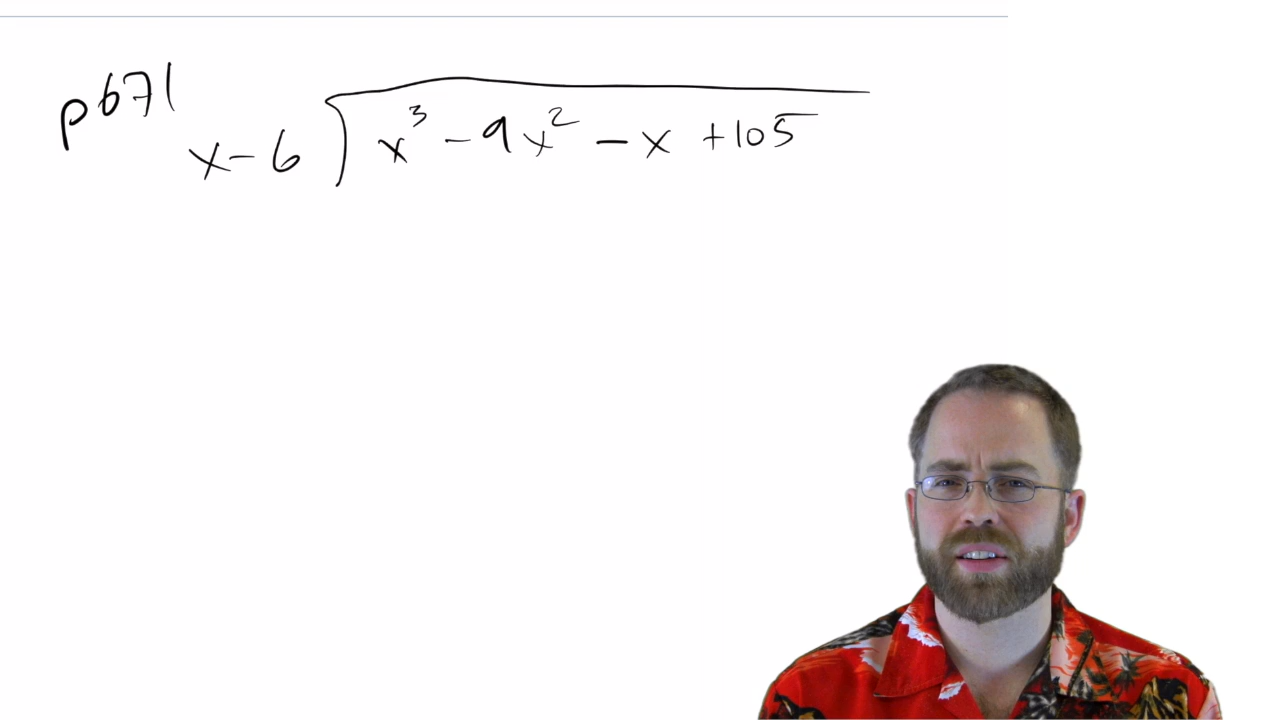 p671
x-6 ) x³ - 9x² - x + 105